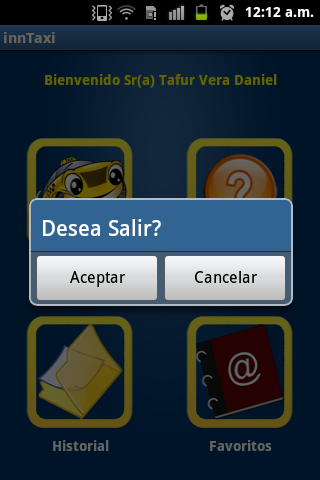 12:12 a.m.
innTaxi
Bienvenido Sr(a) Tafur Vera Daniel
?
Desea Salir?
Aceptar
Cancelar
@
Historial
Favoritos